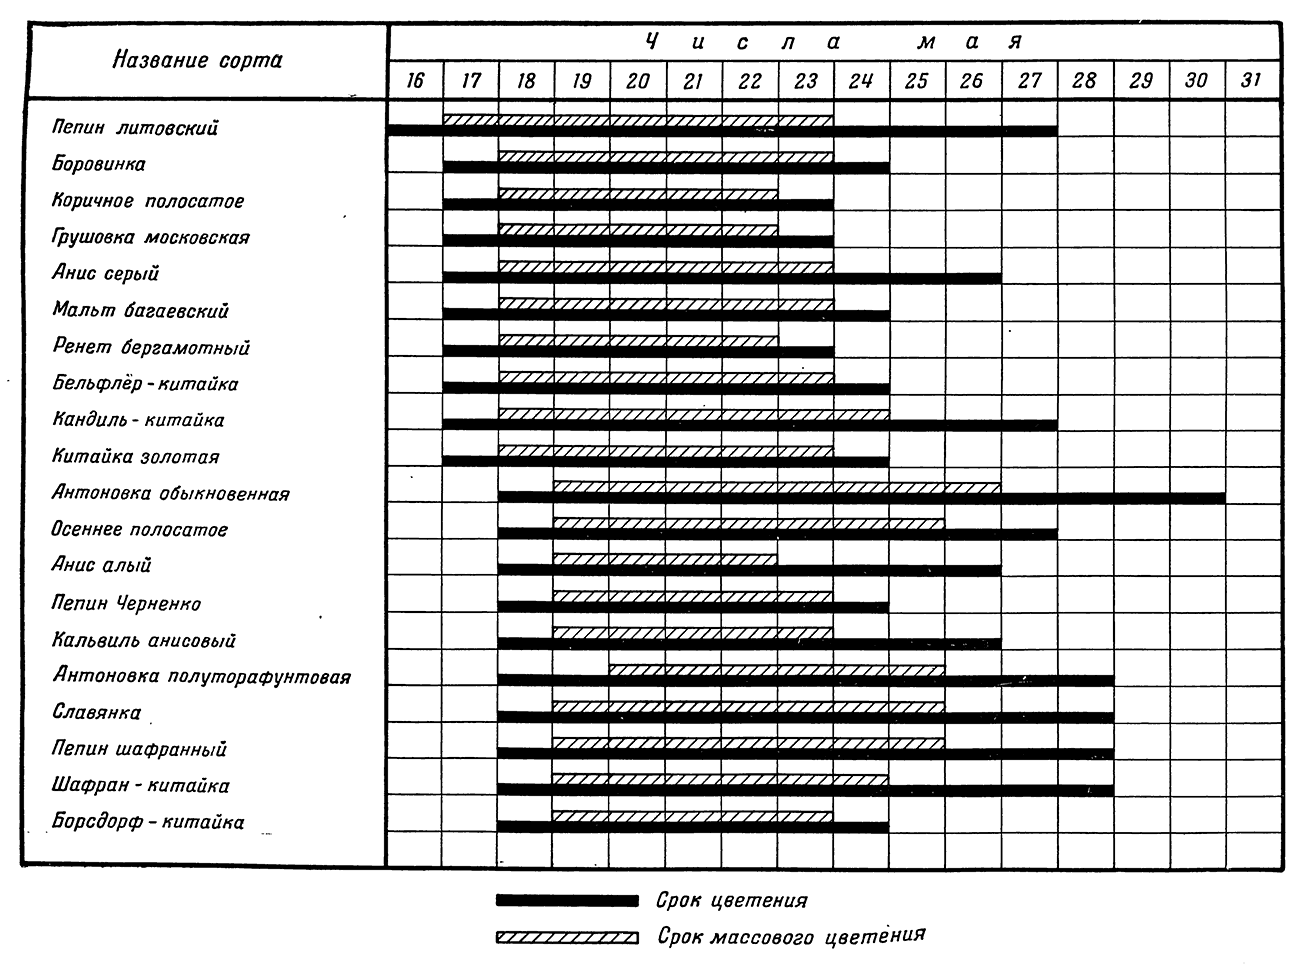 Числа мая
Название сорта
16 17 18 19 20 21 22 23 24 25 26 27 28 29 30 31
Пепин литовский
Боровинка
Коричное полосатое
Грушовка московская
Анис серый
Мальт багаевский
Ренет бергамотный
Бельфлёр - китайка
Кандиль - китайка
Китайка золотая
Антоновка обыкновенная
Осеннее полосатое
Анис алый
Пепин Черненко
Кальвиль анисовый
Антоновка полуторафунтовая
Славянка
Пепин шафранный
Шафран - китайка
Борсдорф - китайка
Срок цветения
Срок массового цветения